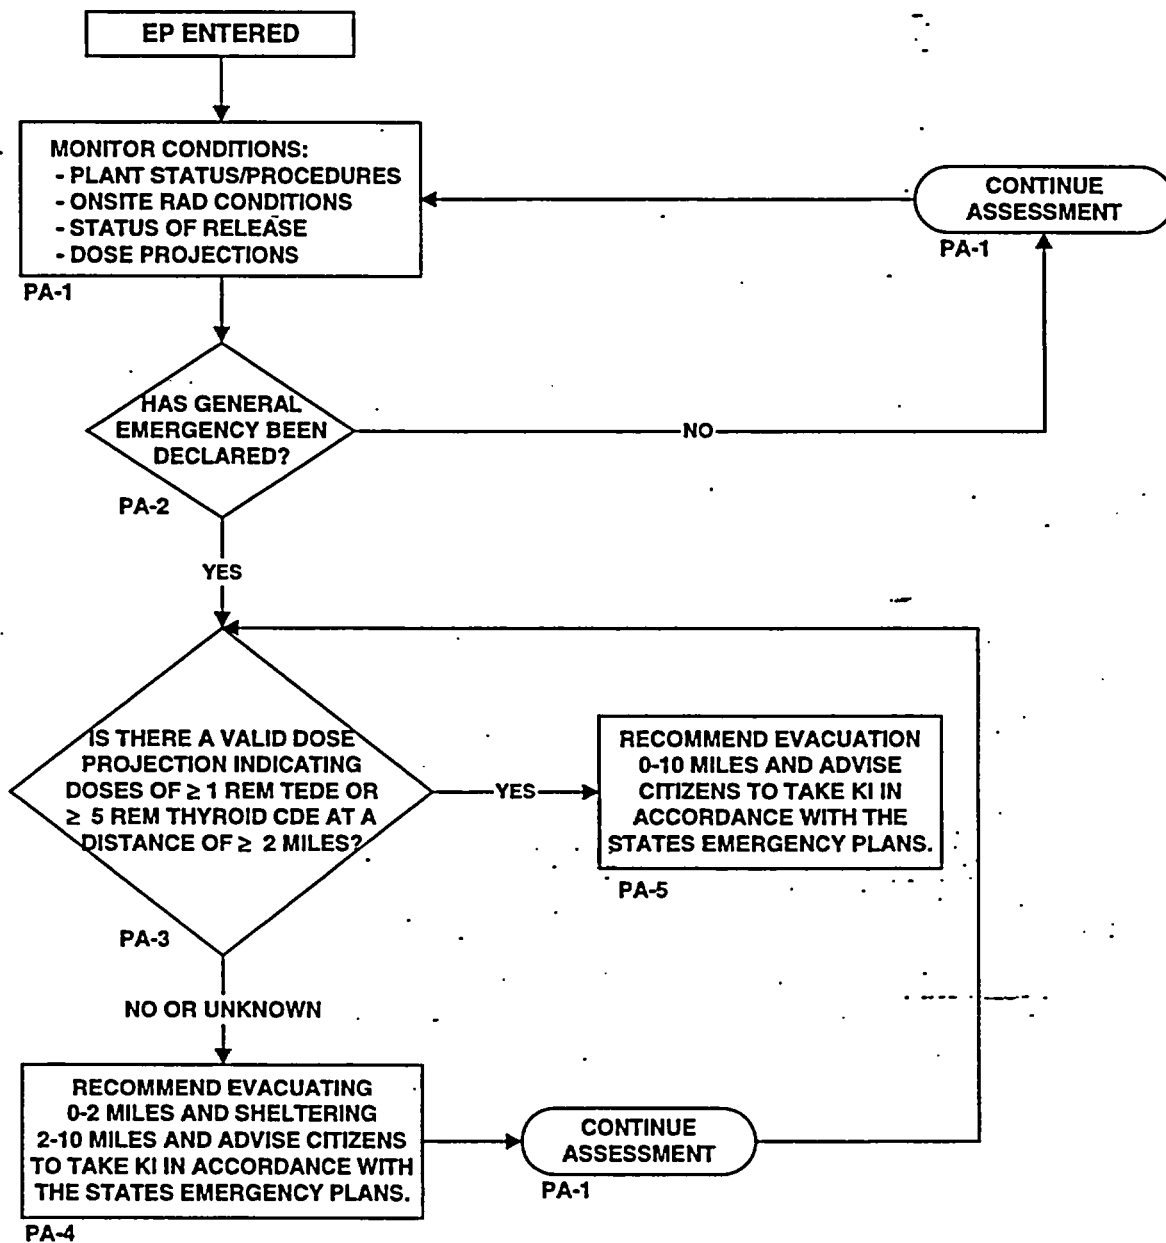 EP ENTERED
MONITOR CONDITIONS:
- PLANT STATUS/PROCEDURES
- ONSITE RAD CONDITIONS
- STATUS OF RELEASE
- DOSE PROJECTIONS
PA-1
CONTINUE
ASSESSMENT
PA-1
HAS GENERAL
EMERGENCY BEEN
DECLARED?
PA-2
NO
YES
IS THERE A VALID DOSE
PROJECTION INDICATING
DOSES OF ≥ 1 REM TEDE OR
≥ 5 REM THYROID CDE AT A
DISTANCE OF ≥ 2 MILES?
PA-3
YES
RECOMMEND EVACUATION
0-10 MILES AND ADVISE
CITIZENS TO TAKE KI IN
ACCORDANCE WITH THE
STATES EMERGENCY PLANS.
PA-5
NO OR UNKNOWN
RECOMMEND EVACUATING
0-2 MILES AND SHELTERING
2-10 MILES AND ADVISE CITIZENS
TO TAKE KI IN ACCORDANCE WITH
THE STATES EMERGENCY PLANS.
PA-4
CONTINUE
ASSESSMENT
PA-1